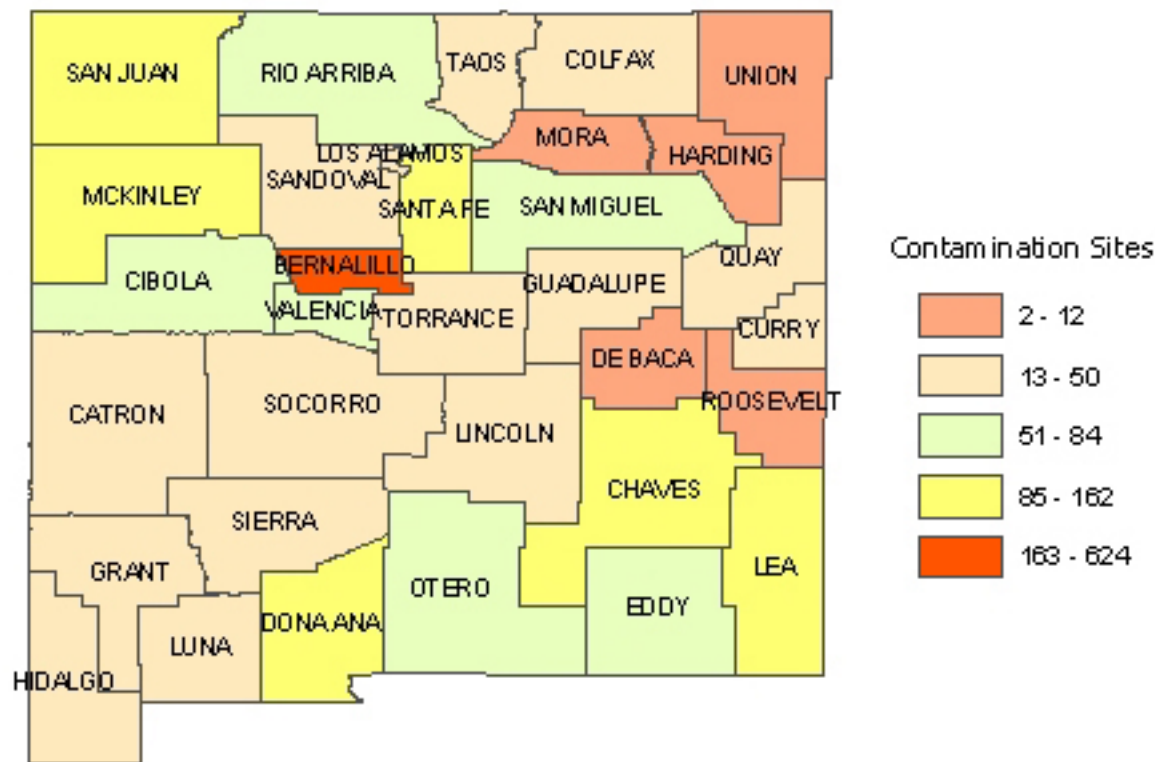 SAN JUAN
RIO ARRIBA
TAOS
COLFAX
UNION
MORA
HARDING
LOS ALAMOS
SANDOVAL
MCKINLEY
SANTA FE
SAN MIGUEL
QUAY
CIBOLA
BERNALILLO
GUADALUPE
VALENCIA
TORRANCE
CURRY
DE BACA
ROOSEVELT
CATRON
SOCORRO
LINCOLN
CHAVES
SIERRA
GRANT
OTERO
LEA
EDDY
DONA ANA
LUNA
HIDALGO
Contamination Sites
2 - 12
13 - 50
51 - 84
85 - 162
163 - 624